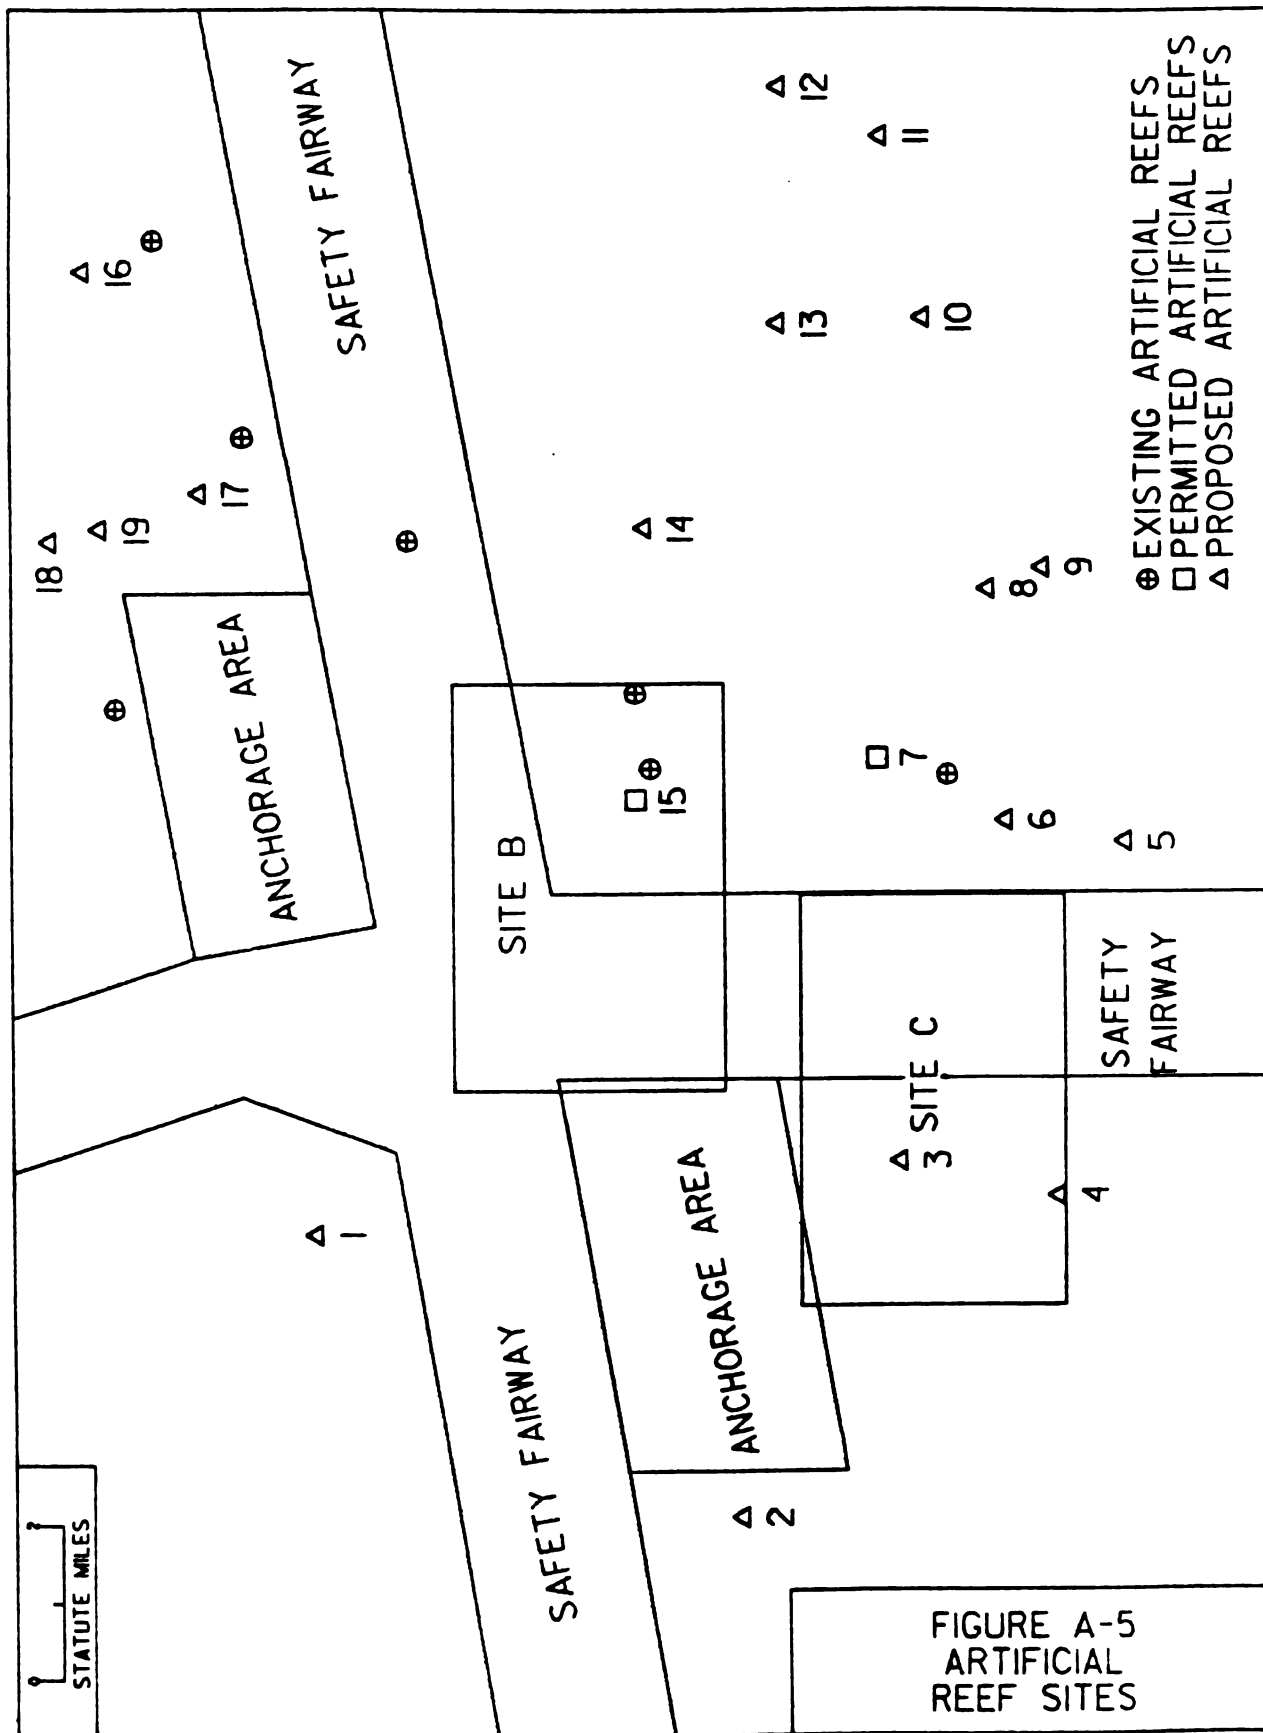 0 2
STATUTE MILES
SAFETY FAIRWAY
ANCHORAGE AREA
SAFETY FAIRWAY
ANCHORAGE AREA
SITE B
SITE C
SAFETY
FAIRWAY
1
2
3
4
5
6
7
8
9
10
11
12
13
14
15
16
17
18
19
EXISTING ARTIFICIAL REEFS
PERMITTED ARTIFICIAL REEFS
PROPOSED ARTIFICIAL REEFS
FIGURE A-5
ARTIFICIAL
REEF SITES